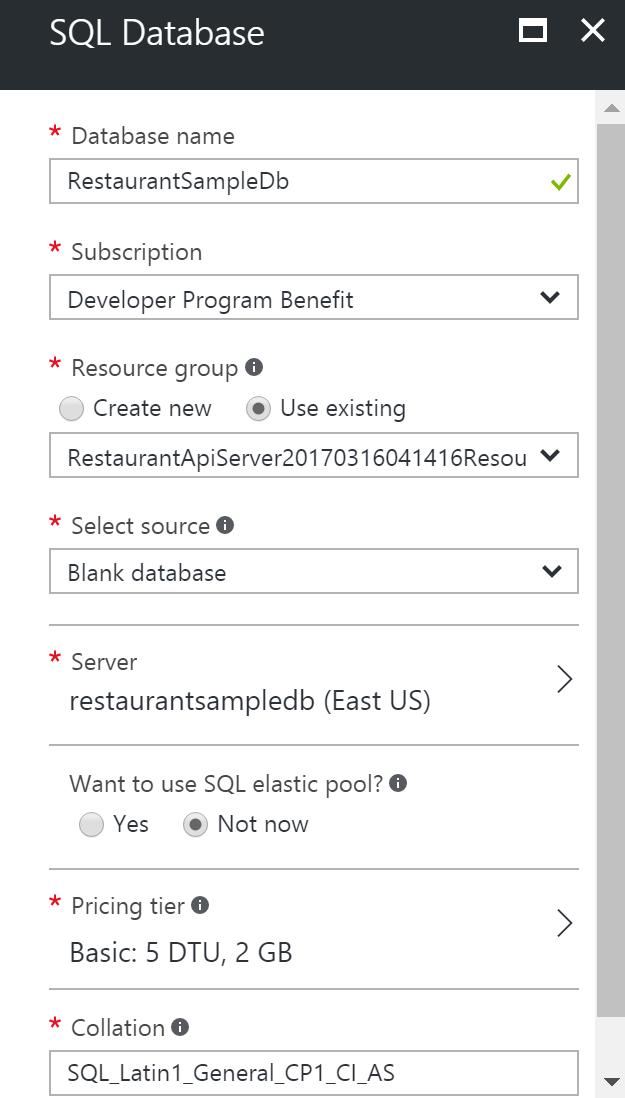 SQL Database
* Database name
RestaurantSampleDb
* Subscription
Developer Program Benefit
* Resource group
Create new Use existing
RestaurantApiServer20170316041416Resou
* Select source
Blank database
* Server
restaurantsampledb (East US)
Want to use SQL elastic pool?
Yes Not now
* Pricing tier
Basic: 5 DTU, 2 GB
* Collation
SQL_Latin1_General_CP1_CI_AS